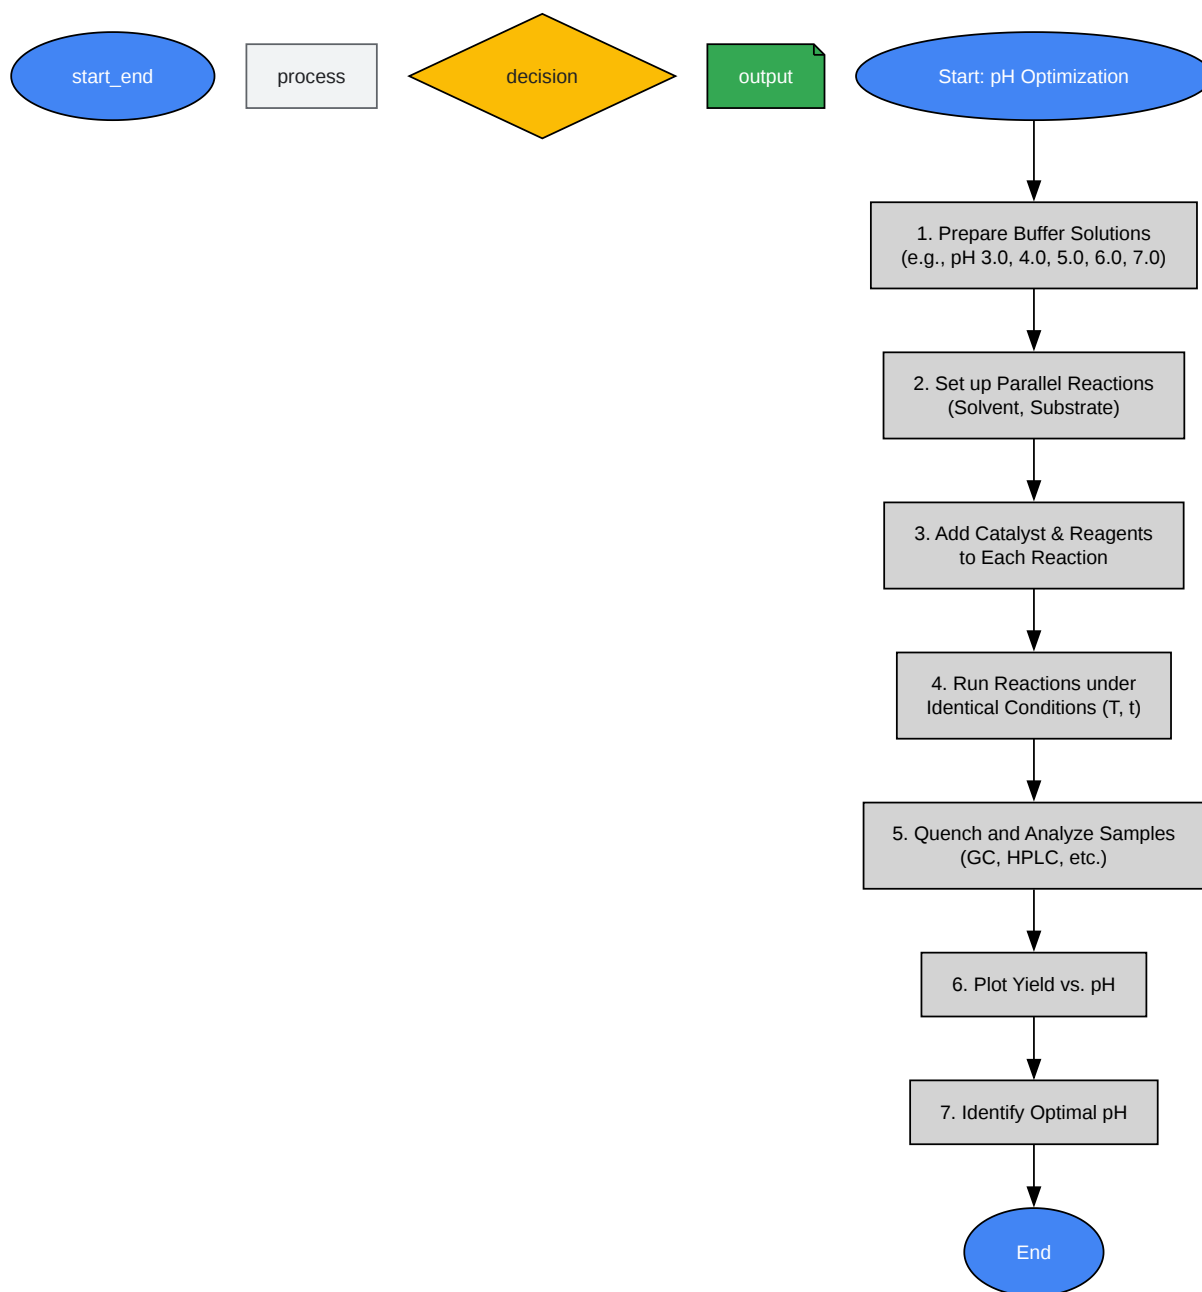 start_end
process
decision
output
Start: pH Optimization
1. Prepare Buffer Solutions
(e.g., pH 3.0, 4.0, 5.0, 6.0, 7.0)
2. Set up Parallel Reactions
(Solvent, Substrate)
3. Add Catalyst & Reagents
to Each Reaction
4. Run Reactions under
Identical Conditions (T, t)
5. Quench and Analyze Samples
(GC, HPLC, etc.)
6. Plot Yield vs. pH
7. Identify Optimal pH
End